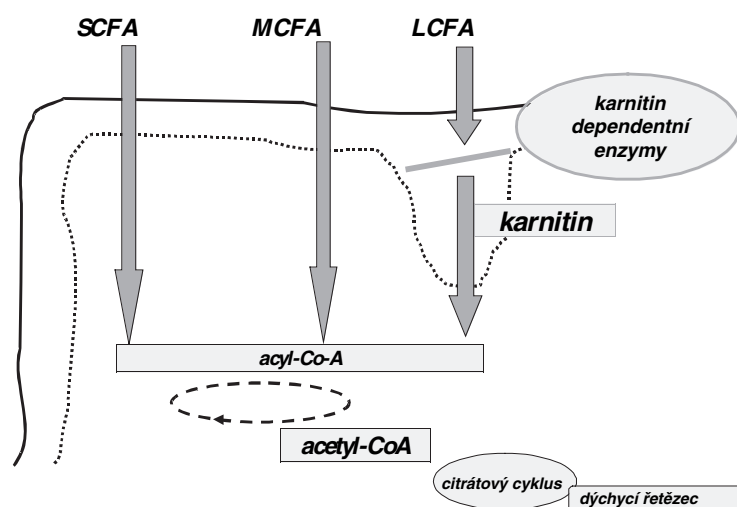 SCFA MCFA LCFA
karnitin
dependentní
enzymy
karnitin
acyl-Co-A
acetyl-CoA
citrátový cyklus
dýchycí řetězec